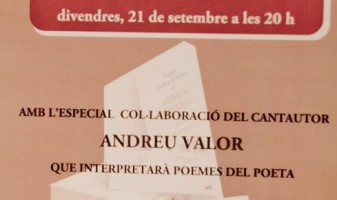 divendres, 21 de setembre a les 20 h
AMB L'ESPECIAL COL·LABORACIÓ DEL CANTAUTOR
ANDREU VALOR
QUE INTERPRETARÀ POEMES DEL POETA